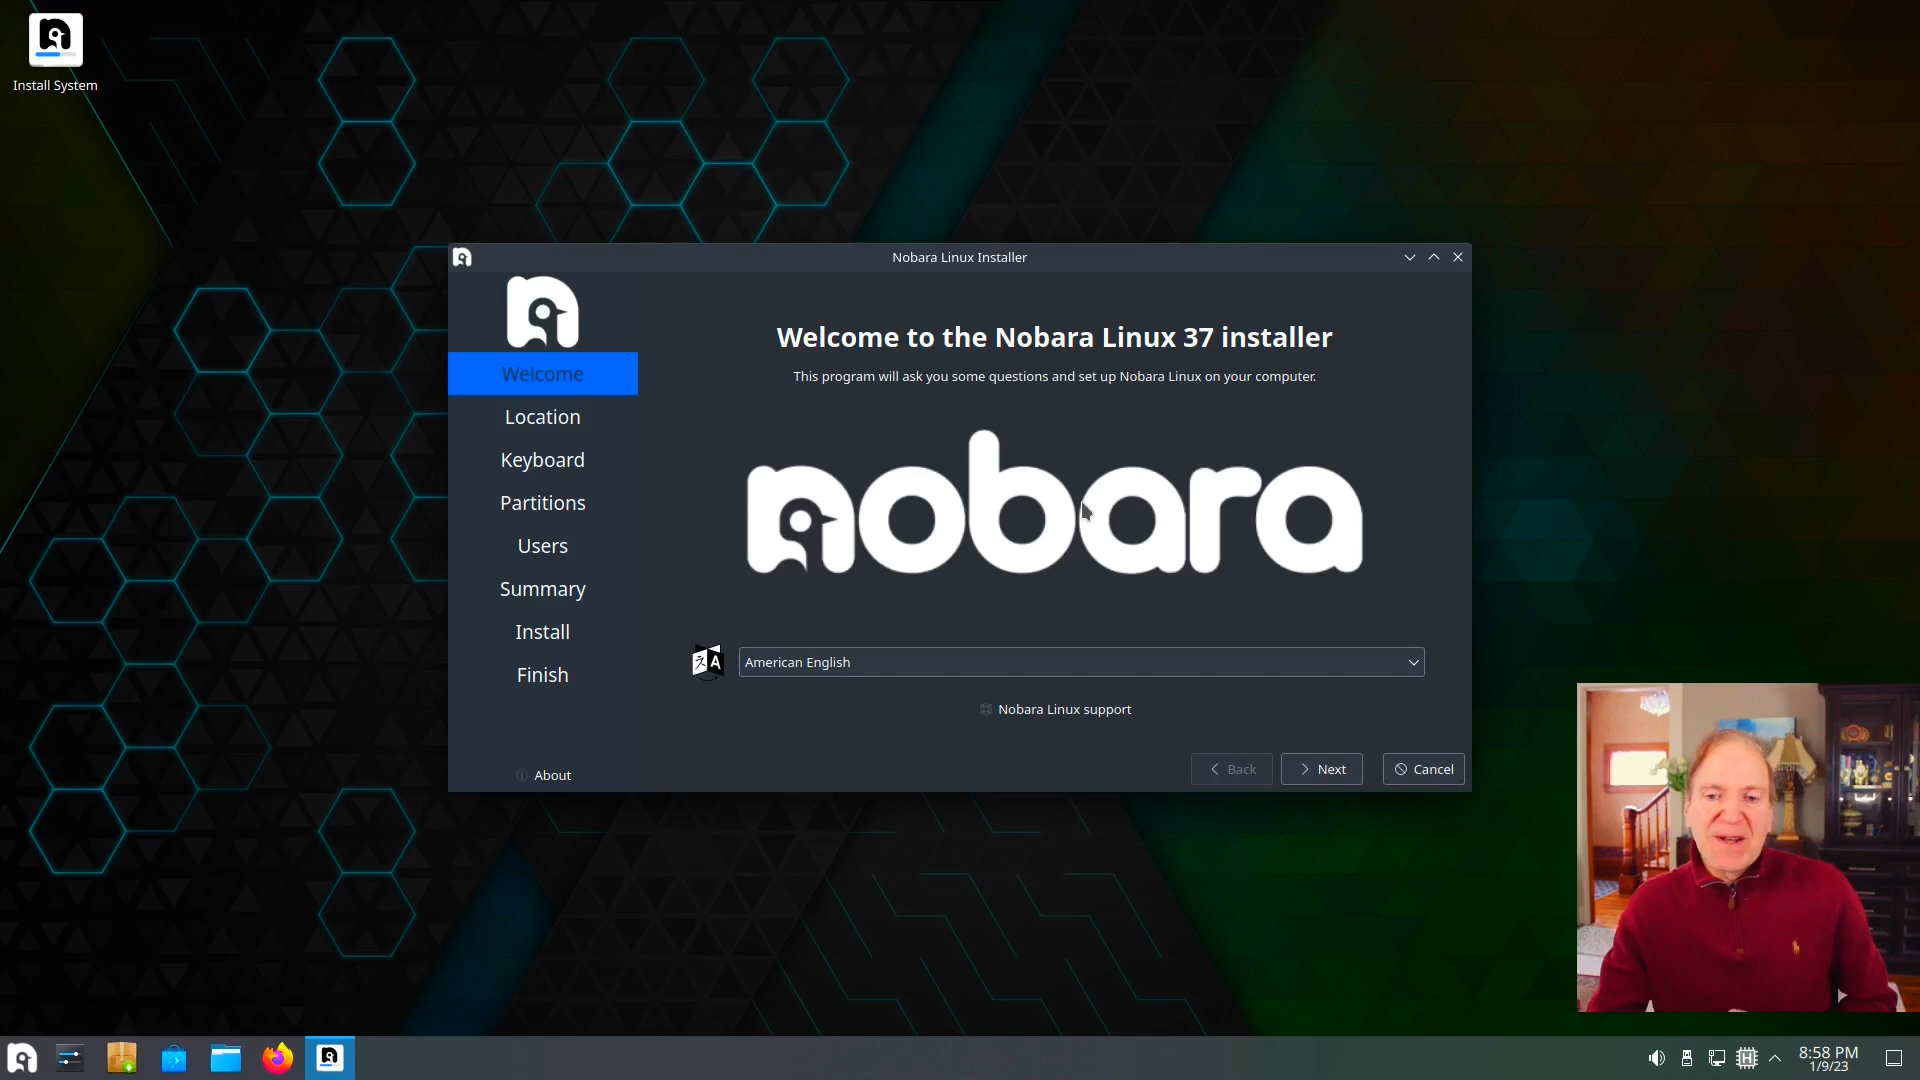 Install System
Nobara Linux Installer
Welcome
Location
Keyboard
Partitions
Users
Summary
Install
Finish
About
Welcome to the Nobara Linux 37 installer
This program will ask you some questions and set up Nobara Linux on your computer.
nobara
American English
Nobara Linux support
Back
Next
Cancel
8:58 PM
1/9/23